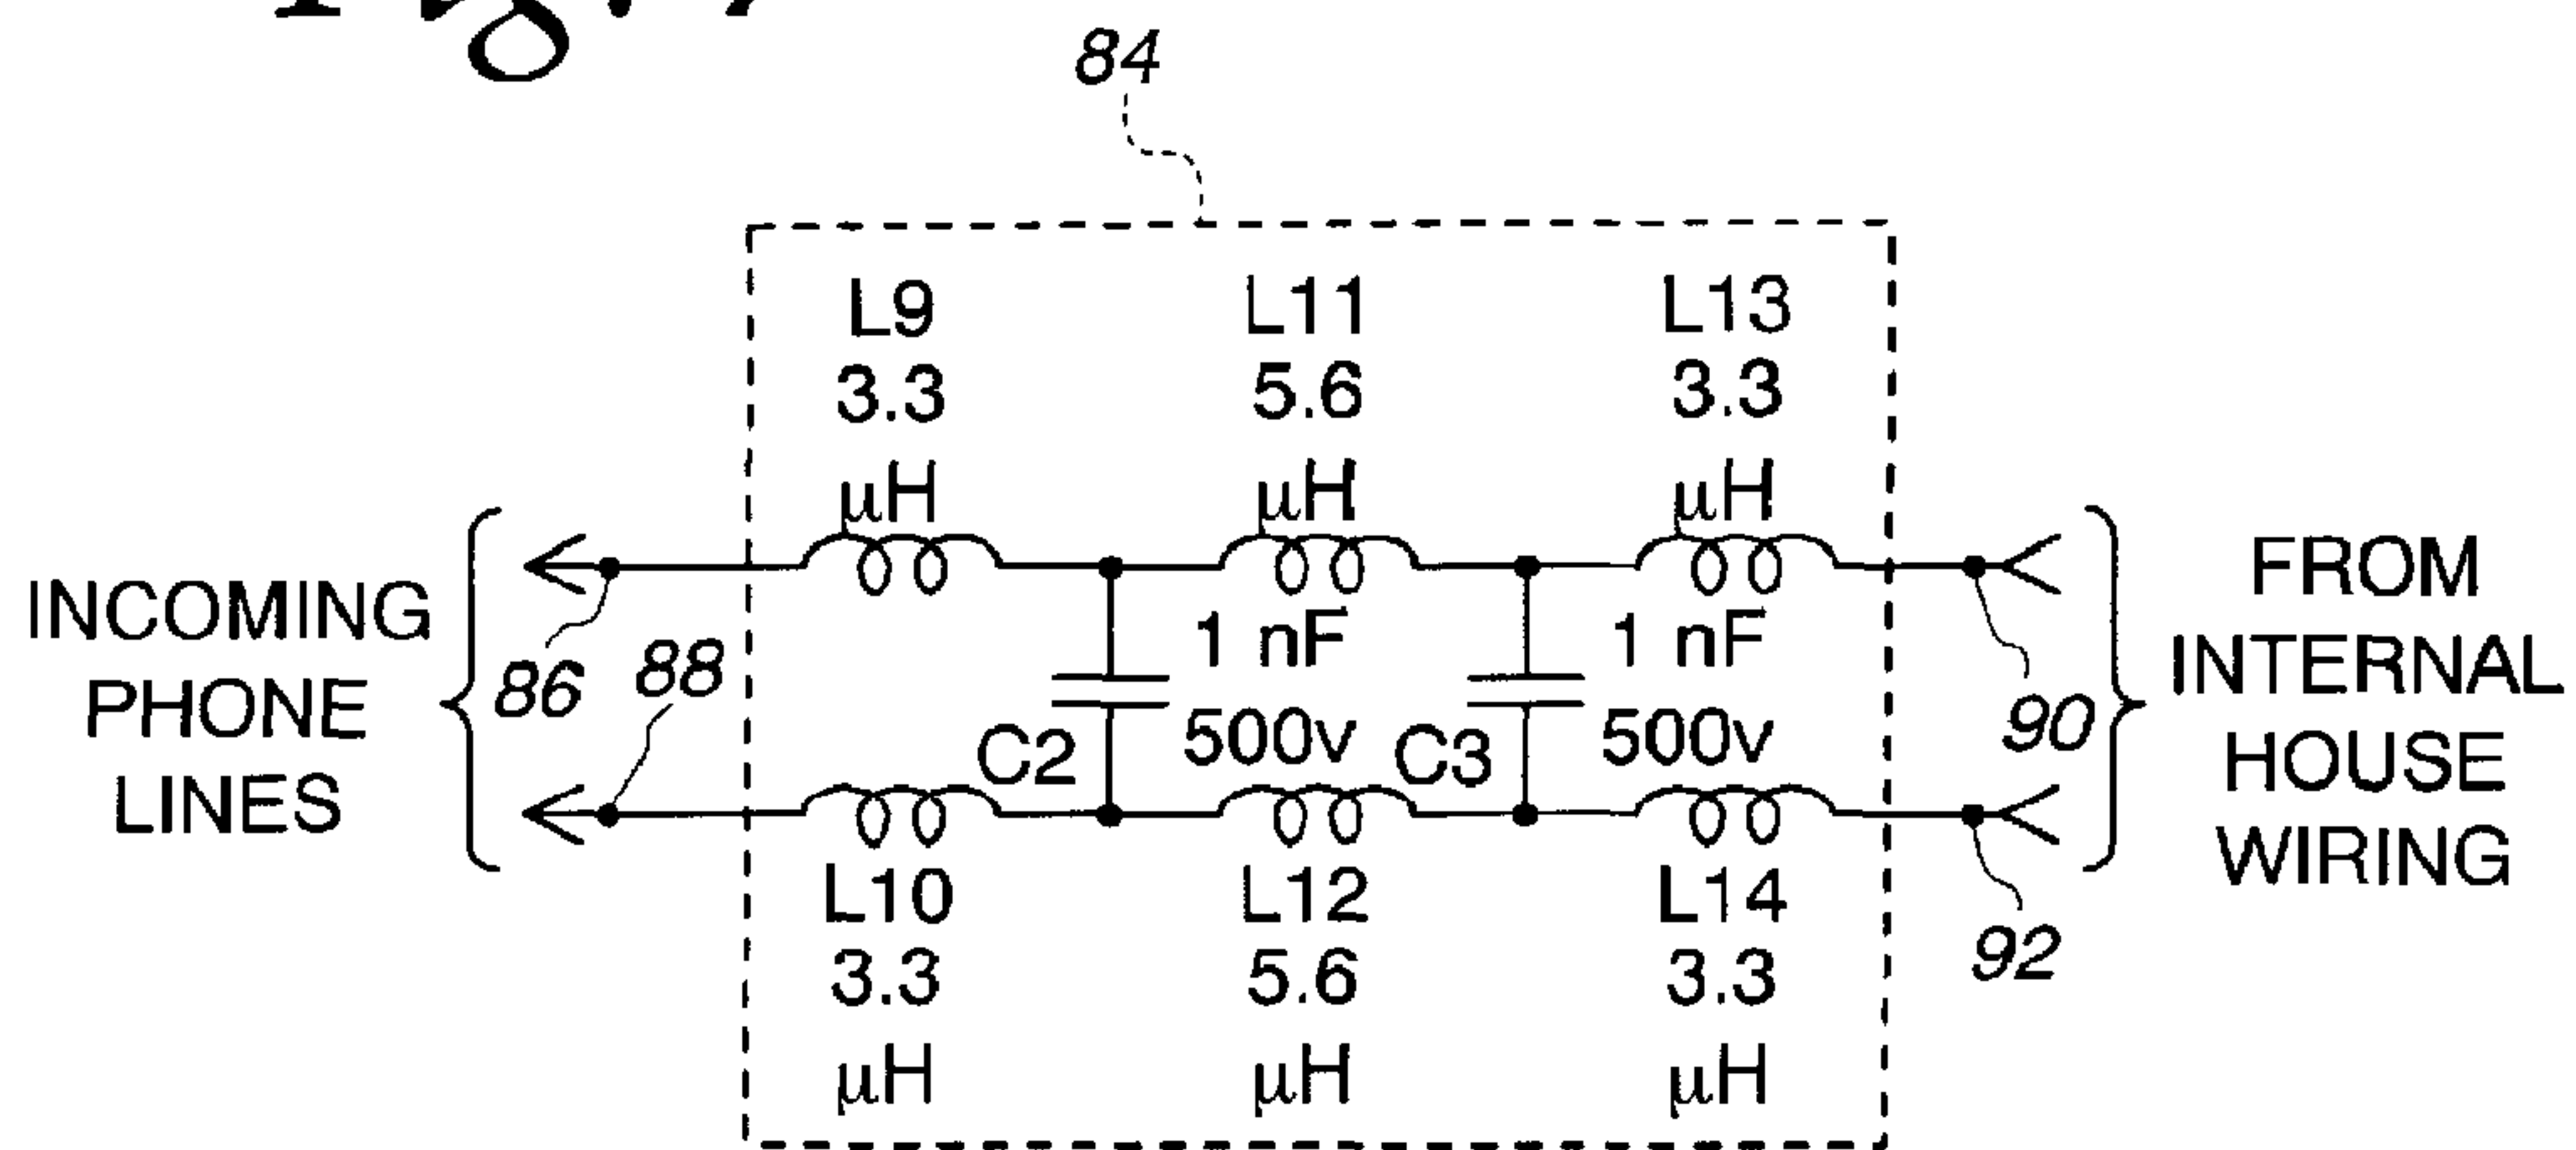 84
L9
3.3
µH
L11
5.6
µH
L13
3.3
µH
INCOMING
PHONE
LINES
86
88
1 nF
500v
C2
1 nF
500v
C3
90
92
FROM
INTERNAL
HOUSE
WIRING
L10
3.3
µH
L12
5.6
µH
L14
3.3
µH